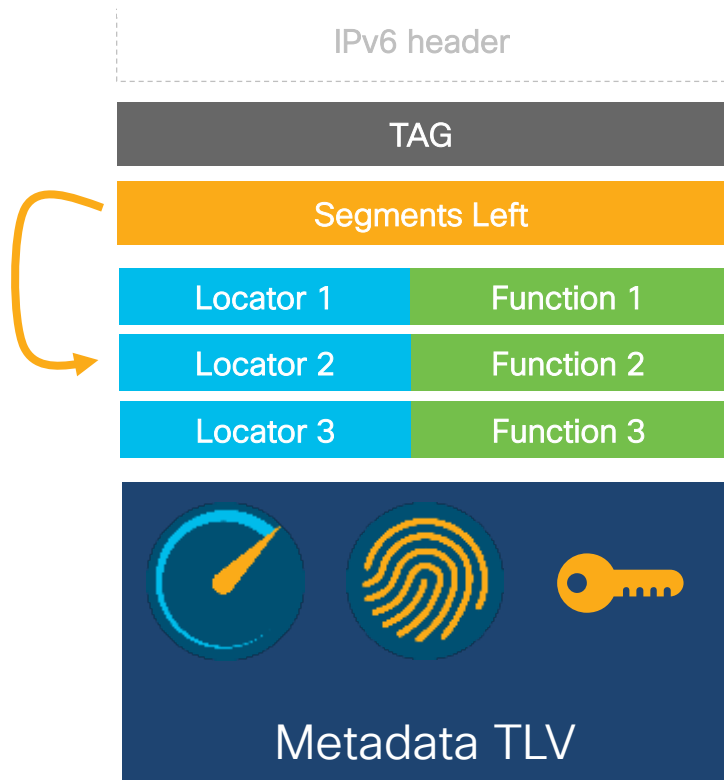 IPv6 header
TAG
Segments Left
Locator 1 Function 1
Locator 2 Function 2
Locator 3 Function 3
Metadata TLV